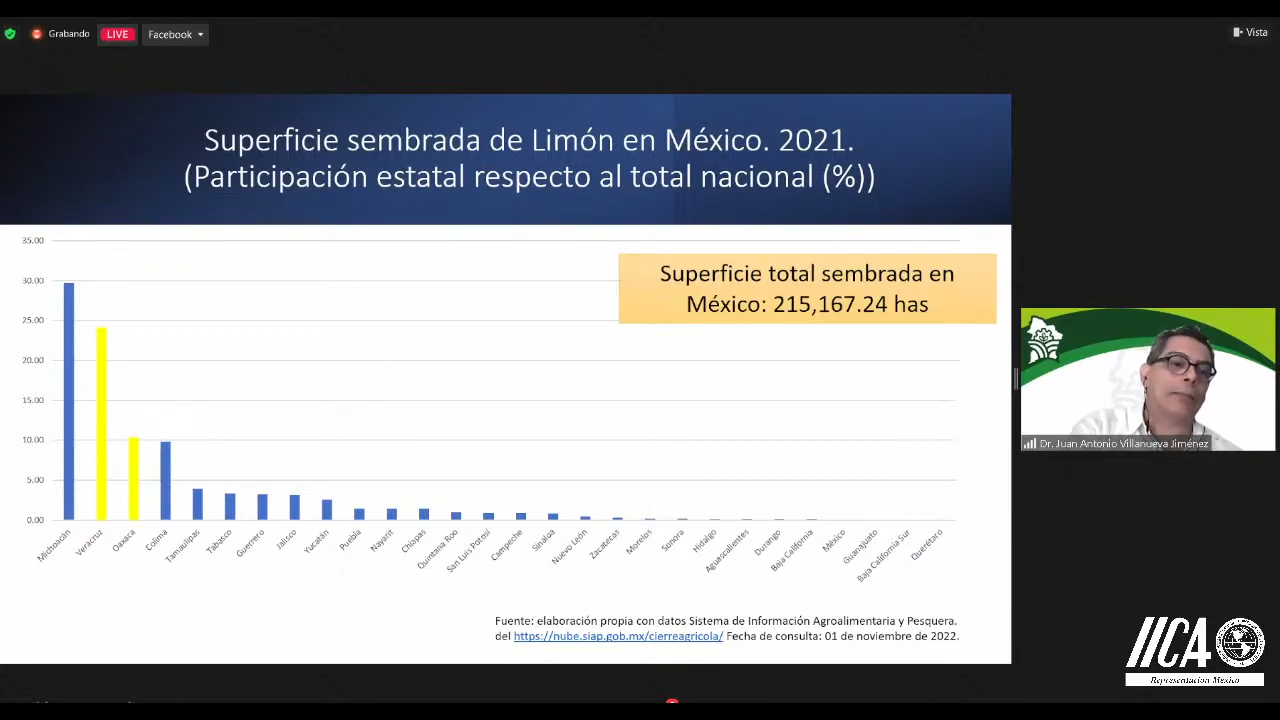 Grabando
LIVE
Facebook
Vista
Superficie sembrada de Limón en México. 2021.
(Participación estatal respecto al total nacional (%))
35.00
30.00
25.00
20.00
15.00
10.00
5.00
0.00
Superficie total sembrada en
México: 215,167.24 has
Michoacán
Veracruz
Oaxaca
Colima
Tamaulipas
Tabasco
Guerrero
Jalisco
Yucatán
Puebla
Nayarit
Chiapas
Quintana Roo
San Luis Potosí
Campeche
Sinaloa
Nuevo León
Zacatecas
Morelos
Sonora
Hidalgo
Aguascalientes
Durango
Baja California
México
Guanajuato
Baja California Sur
Querétaro
Fuente: elaboración propia con datos Sistema de Información Agroalimentaria y Pesquera.
del https://nube.siap.gob.mx/cierreagricola/ Fecha de consulta: 01 de noviembre de 2022.
Dr. Juan Antonio Villanueva Jiménez
IICA
Representación México